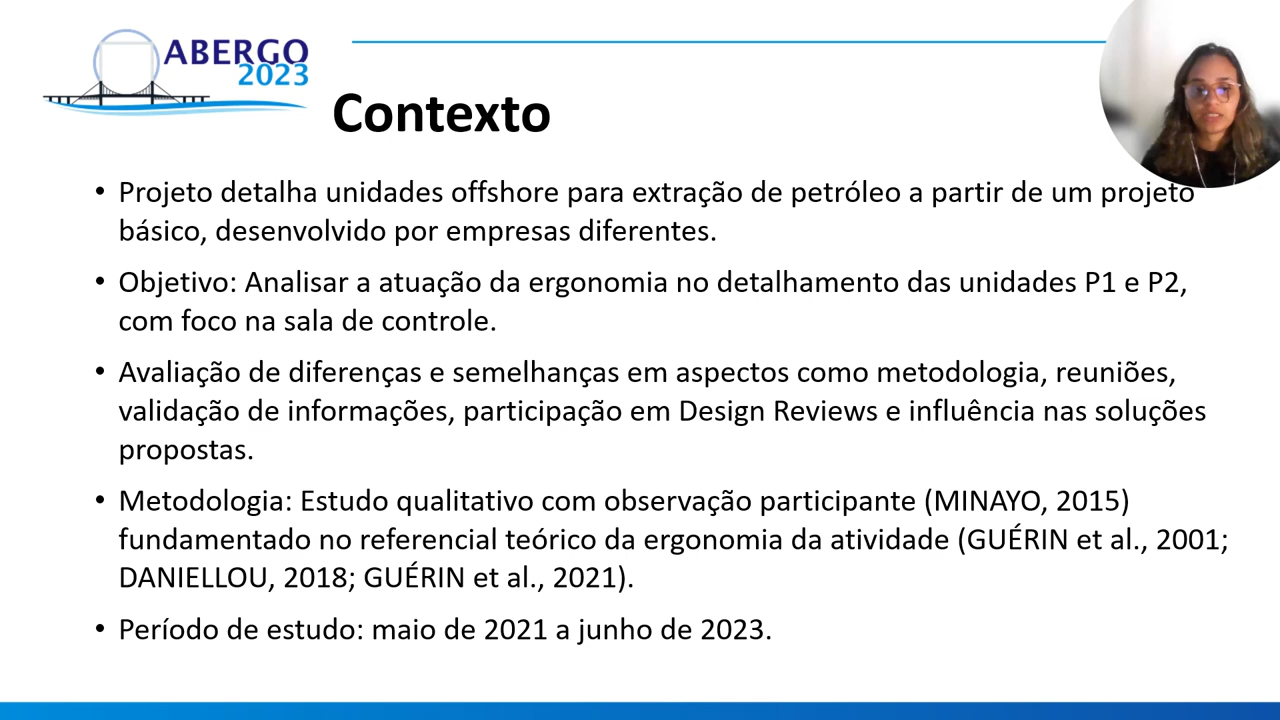 ABERGO
2023
Contexto
• Projeto detalha unidades offshore para extração de petróleo a partir de um projeto
básico, desenvolvido por empresas diferentes.
• Objetivo: Analisar a atuação da ergonomia no detalhamento das unidades P1 e P2,
com foco na sala de controle.
• Avaliação de diferenças e semelhanças em aspectos como metodologia, reuniões,
validação de informações, participação em Design Reviews e influência nas soluções
propostas.
• Metodologia: Estudo qualitativo com observação participante (MINAYO, 2015)
fundamentado no referencial teórico da ergonomia da atividade (GUÉRIN et al., 2001;
DANIELLOU, 2018; GUÉRIN et al., 2021).
• Período de estudo: maio de 2021 a junho de 2023.